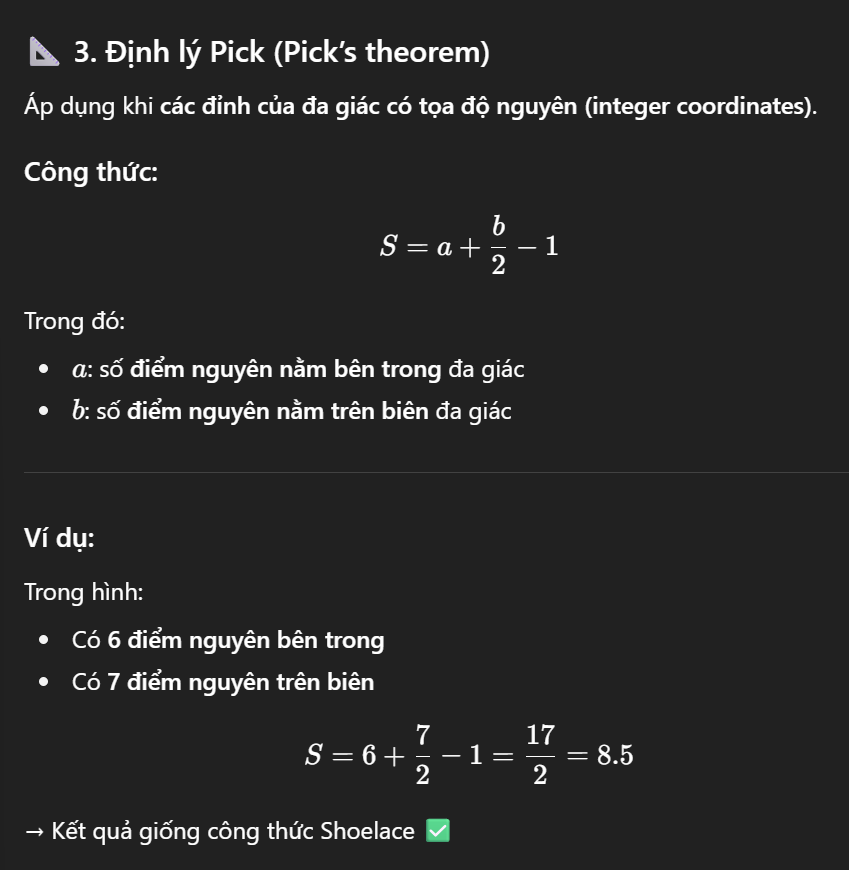 📐 3. Định lý Pick (Pick’s theorem)
Áp dụng khi các đỉnh của đa giác có tọa độ nguyên (integer coordinates).
Công thức:
S = a + b/2 − 1
Trong đó:
• a: số điểm nguyên nằm bên trong đa giác
• b: số điểm nguyên nằm trên biên đa giác
Ví dụ:
Trong hình:
• Có 6 điểm nguyên bên trong
• Có 7 điểm nguyên trên biên
S = 6 + 7/2 − 1 = 17/2 = 8.5
→ Kết quả giống công thức Shoelace ✅